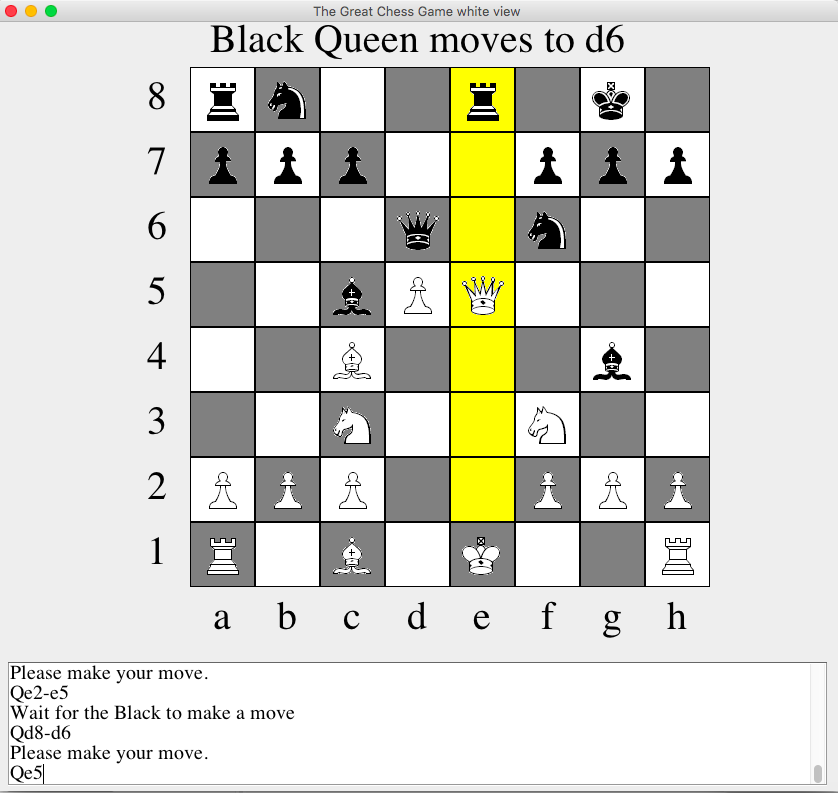 The Great Chess Game white view
Black Queen moves to d6
8
7
6
5
4
3
2
1
a b c d e f g h
Please make your move.
Qe2-e5
Wait for the Black to make a move
Qd8-d6
Please make your move.
Qe5